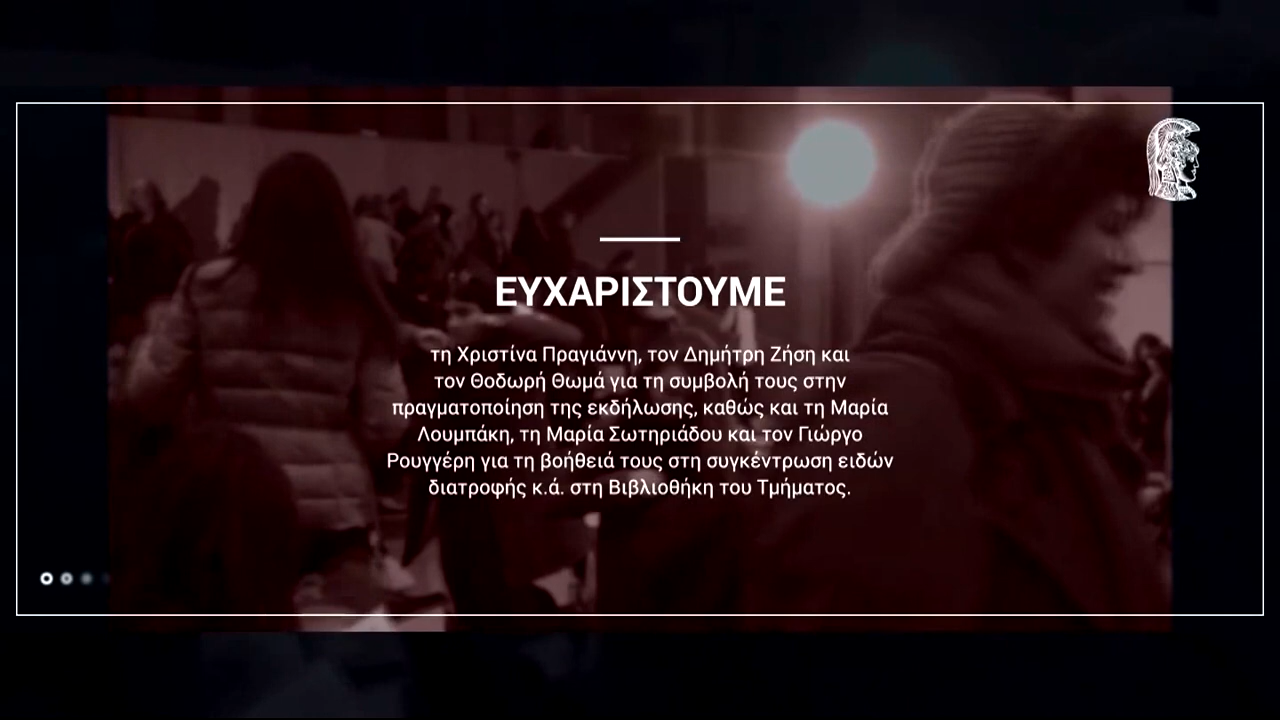 ΕΥΧΑΡΙΣΤΟΥΜΕ
τη Χριστίνα Πραγιάννη, τον Δημήτρη Ζήση και
τον Θοδωρή Θωμά για τη συμβολή τους στην
πραγματοποίηση της εκδήλωσης, καθώς και τη Μαρία
Λουμπάκη, τη Μαρία Σωτηριάδου και τον Γιώργο
Ρουγγέρη για τη βοήθειά τους στη συγκέντρωση ειδών
διατροφής κ.ά. στη Βιβλιοθήκη του Τμήματος.